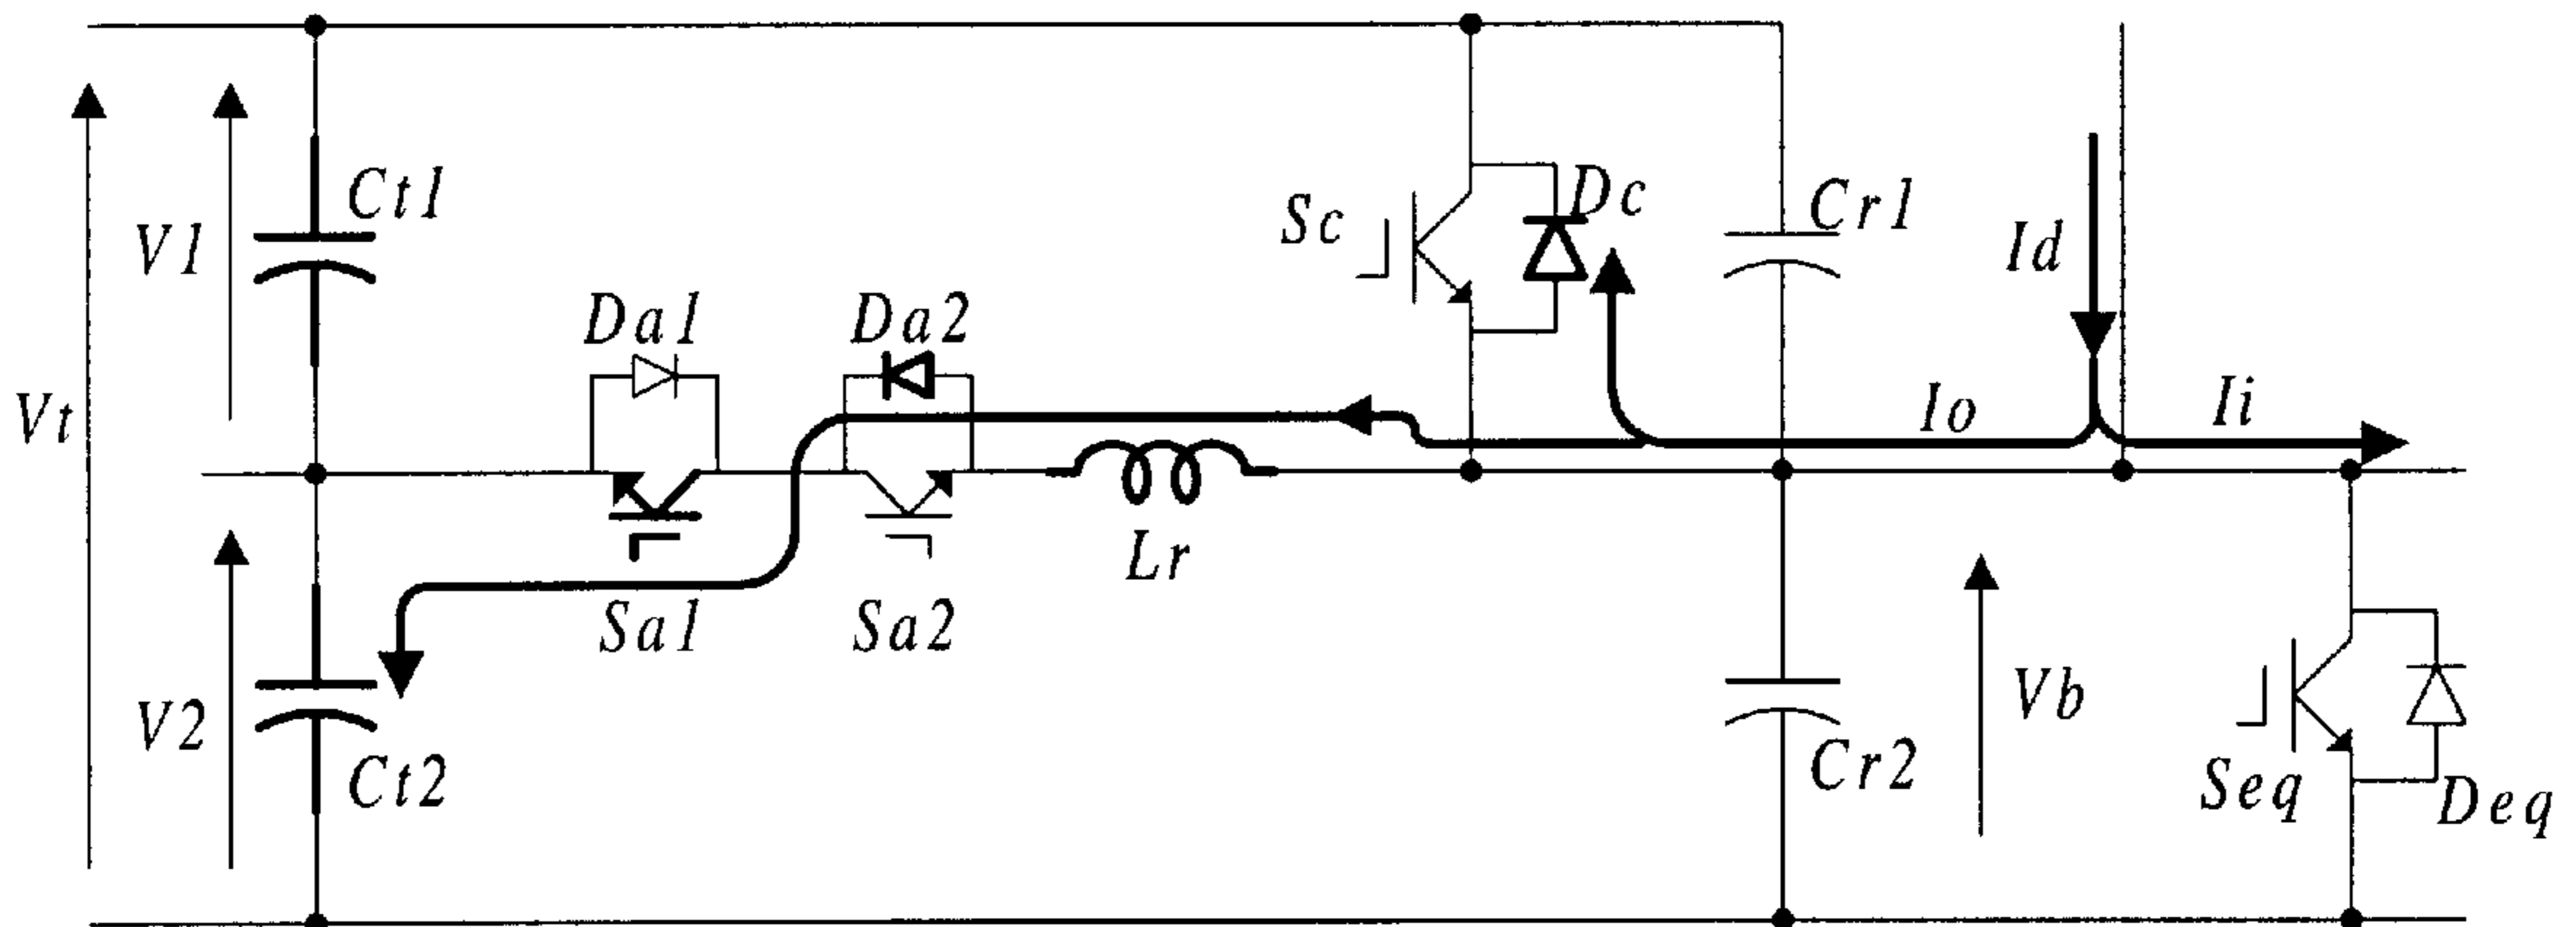 Ct1
Dc
Cr1
Sc
V1
Id
Da1
Da2
Vt
Io
Ii
Lr
Sa1
Sa2
V2
Vb
Ct2
Cr2
Seq
Deq